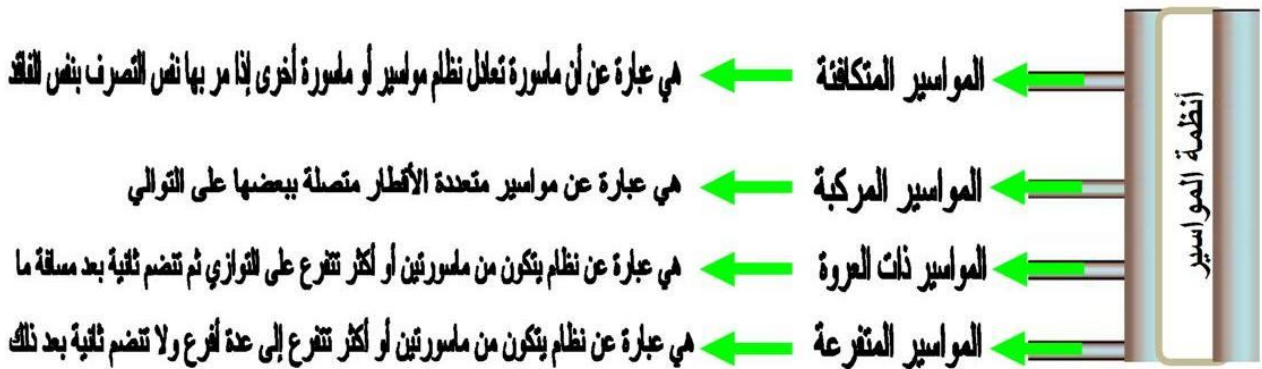 أنظمة المواسير
المواسير المتكافئة هي عبارة عن أن ماسورة تعادل نظام مواسير أو ماسورة أخرى إذا مر بها نفس التصرف بنفس الفاقد
المواسير المركبة هي عبارة عن مواسير متعددة الأقطار متصلة ببعضها على التوالي
المواسير ذات العروة هي عبارة عن نظام يتكون من ماسورتين أو أكثر تتفرع على التوازي ثم تنضم ثانية بعد مسافة ما
المواسير المتفرعة هي عبارة عن نظام يتكون من ماسورتين أو أكثر تتفرع إلى عدة أفرع ولا تنضم ثانية بعد ذلك